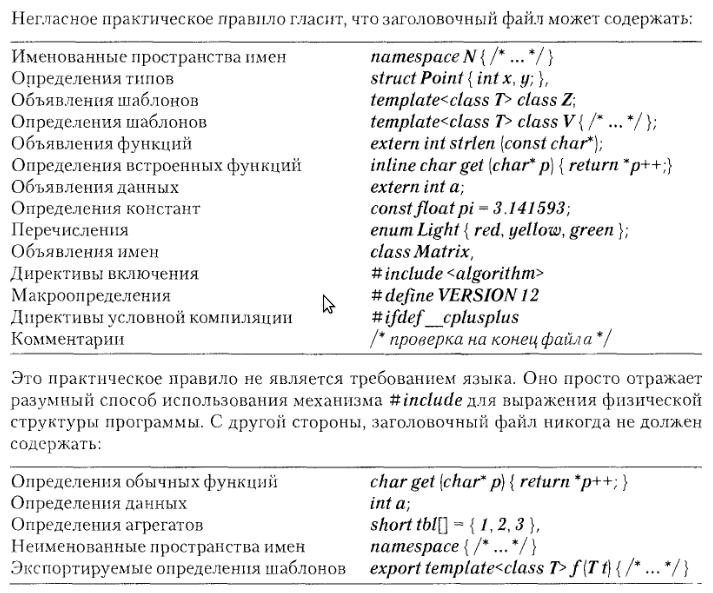 Негласное практическое правило гласит, что заголовочный файл может содержать:
Именованные пространства имен namespace N { /* ... */ }
Определения типов struct Point { int x, y; },
Объявления шаблонов template<class T> class Z;
Определения шаблонов template<class T> class V { /* ... */ };
Объявления функций extern int strlen (const char*);
Определения встроенных функций inline char get (char* p) { return *p++;}
Объявления данных extern int a;
Определения констант const float pi = 3.141593;
Перечисления enum Light { red, yellow, green };
Объявления имен class Matrix,
Директивы включения #include <algorithm>
Макроопределения #define VERSION 12
Директивы условной компиляции #ifdef __cplusplus
Комментарии /* проверка на конец файла */
Это практическое правило не является требованием языка. Оно просто отражает
разумный способ использования механизма #include для выражения физической
структуры программы. С другой стороны, заголовочный файл никогда не должен
содержать:
Определения обычных функций char get (char* p) { return *p++; }
Определения данных int a;
Определения агрегатов short tbl[] = { 1, 2, 3 },
Неименованные пространства имен namespace { /* ... */ }
Экспортируемые определения шаблонов export template<class T> f (T t) { /* ... */ }